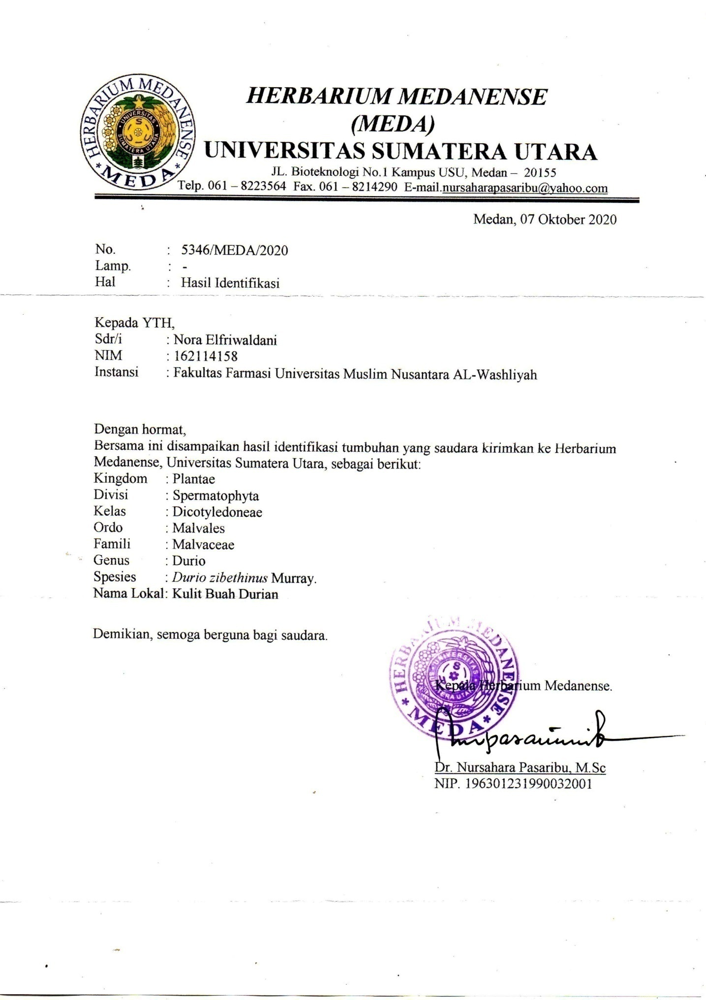 HERBARIUM MEDANENSE
* MEDA *
UNIVERSITAS
SUMATERA UTARA
HERBARIUM MEDANENSE
(MEDA)
UNIVERSITAS SUMATERA UTARA
JL. Bioteknologi No.1 Kampus USU, Medan – 20155
Telp. 061 – 8223564 Fax. 061 – 8214290 E-mail.nursaharapasaribu@yahoo.com
Medan, 07 Oktober 2020
No. : 5346/MEDA/2020
Lamp. : -
Hal : Hasil Identifikasi
Kepada YTH,
Sdr/i : Nora Elfriwaldani
NIM : 162114158
Instansi : Fakultas Farmasi Universitas Muslim Nusantara AL-Washliyah
Dengan hormat,
Bersama ini disampaikan hasil identifikasi tumbuhan yang saudara kirimkan ke Herbarium
Medanense, Universitas Sumatera Utara, sebagai berikut:
Kingdom : Plantae
Divisi : Spermatophyta
Kelas : Dicotyledoneae
Ordo : Malvales
Famili : Malvaceae
Genus : Durio
Spesies : Durio zibethinus Murray.
Nama Lokal: Kulit Buah Durian
Demikian, semoga berguna bagi saudara.
HERBARIUM MEDANENSE
* MEDA *
UNIVERSITAS
SUMATERA UTARA
Kepala Herbarium Medanense.
Dr. Nursahara Pasaribu, M.Sc
NIP. 196301231990032001